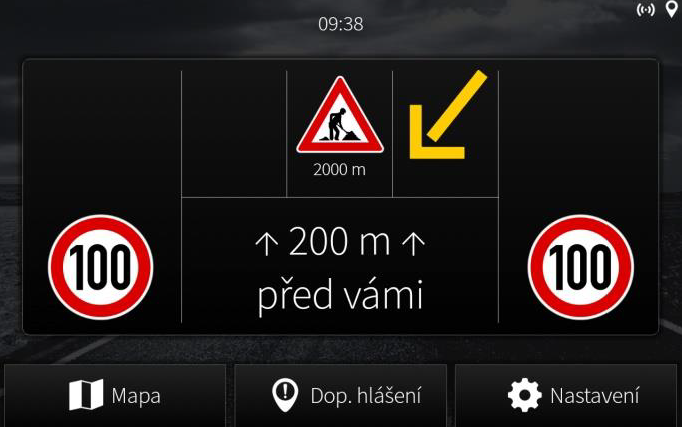 09:38
2000 m
100
↑ 200 m ↑
před vámi
100
Mapa
Dop. hlášení
Nastavení